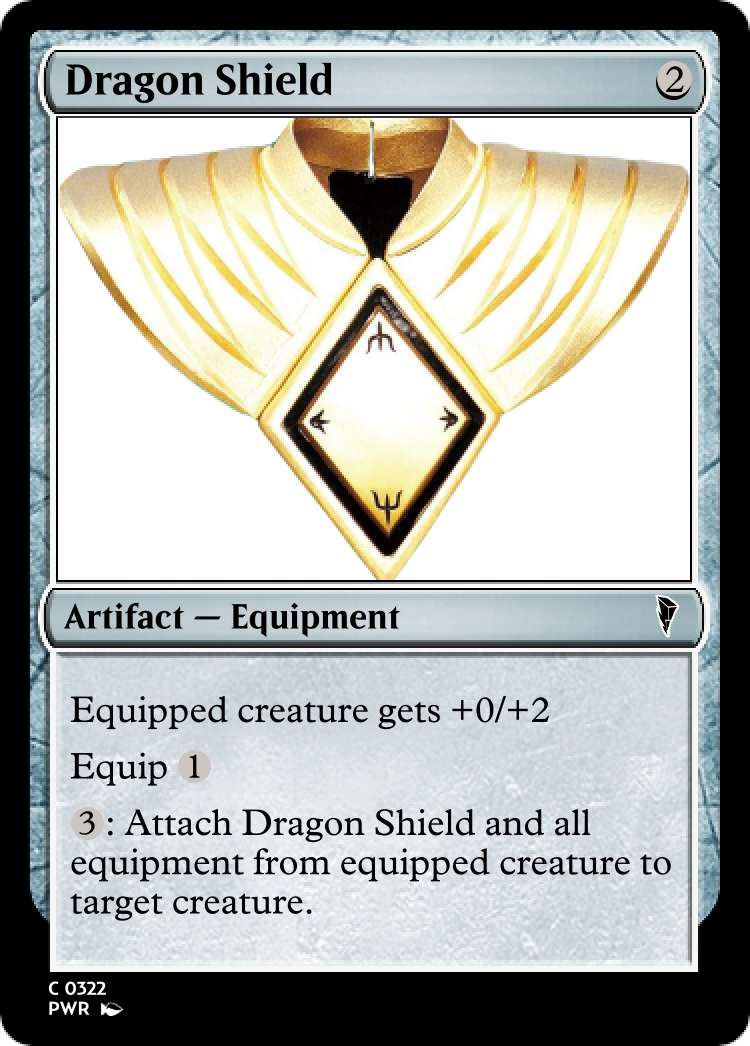 Dragon Shield 2
Artifact — Equipment
Equipped creature gets +0/+2
Equip 1
3: Attach Dragon Shield and all
equipment from equipped creature to
target creature.
C 0322
PWR